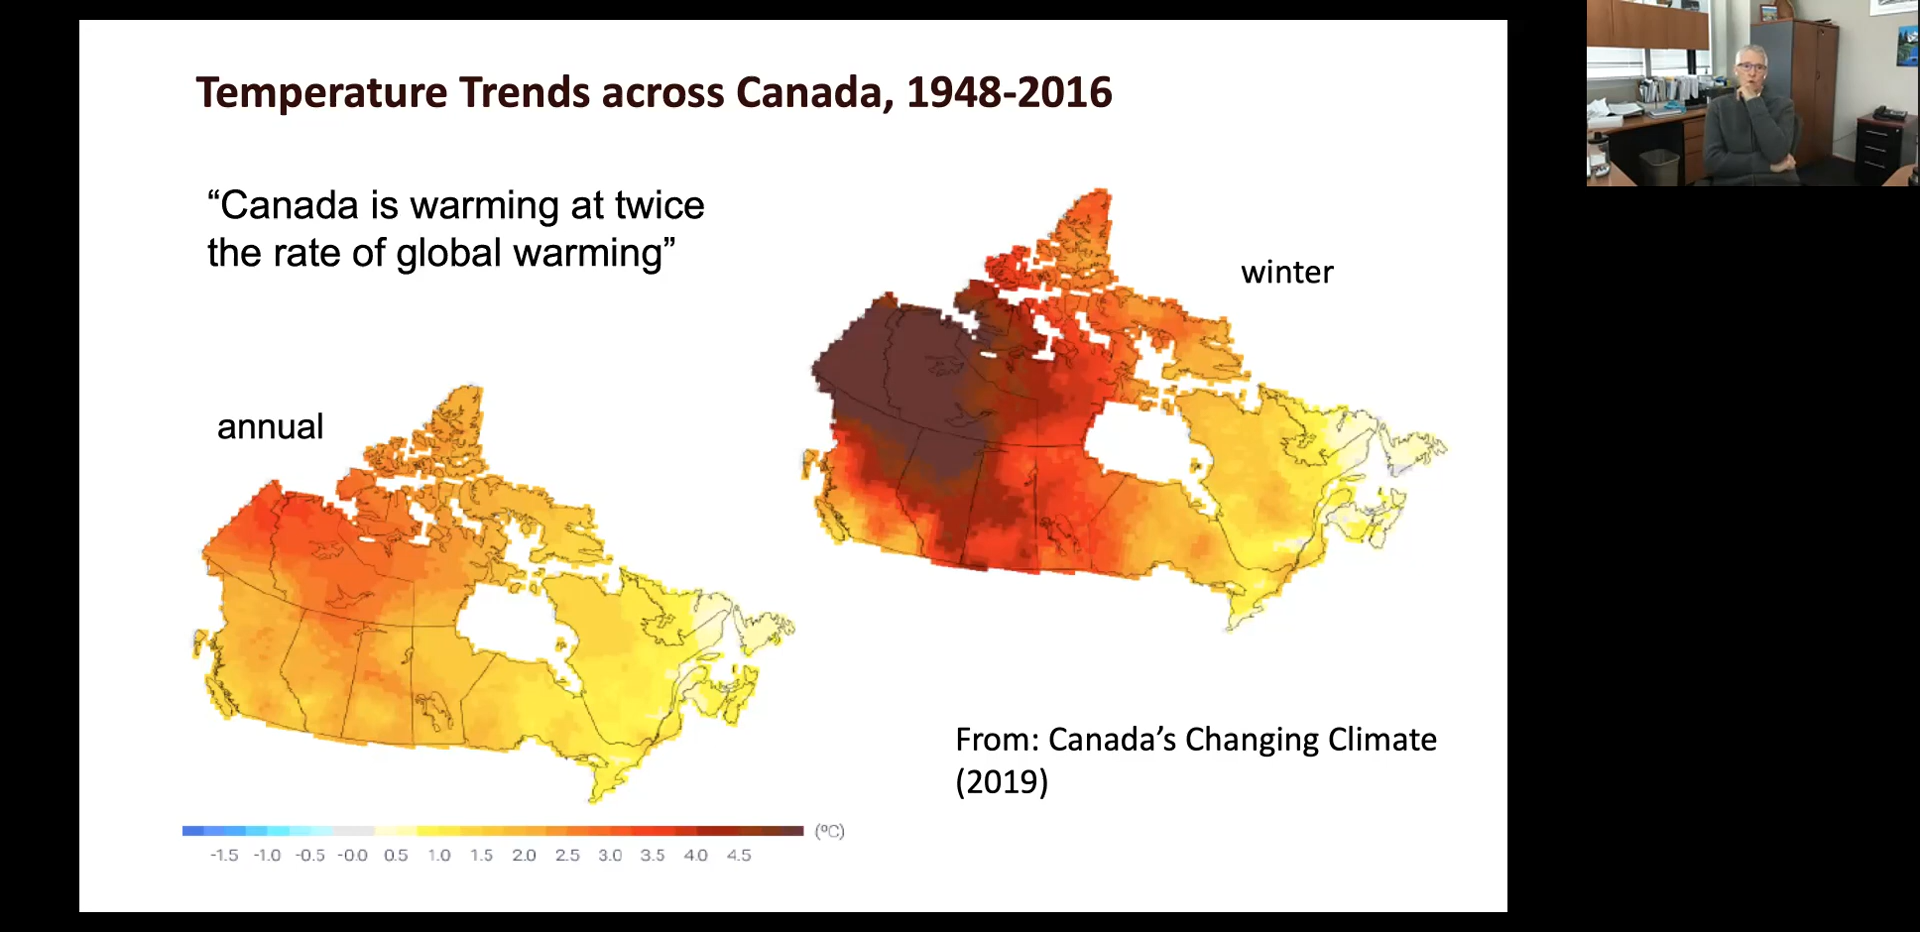 Temperature Trends across Canada, 1948-2016
“Canada is warming at twice
the rate of global warming”
winter
annual
From: Canada’s Changing Climate
(2019)
(ºC)
-1.5 -1.0 -0.5 -0.0 0.5 1.0 1.5 2.0 2.5 3.0 3.5 4.0 4.5